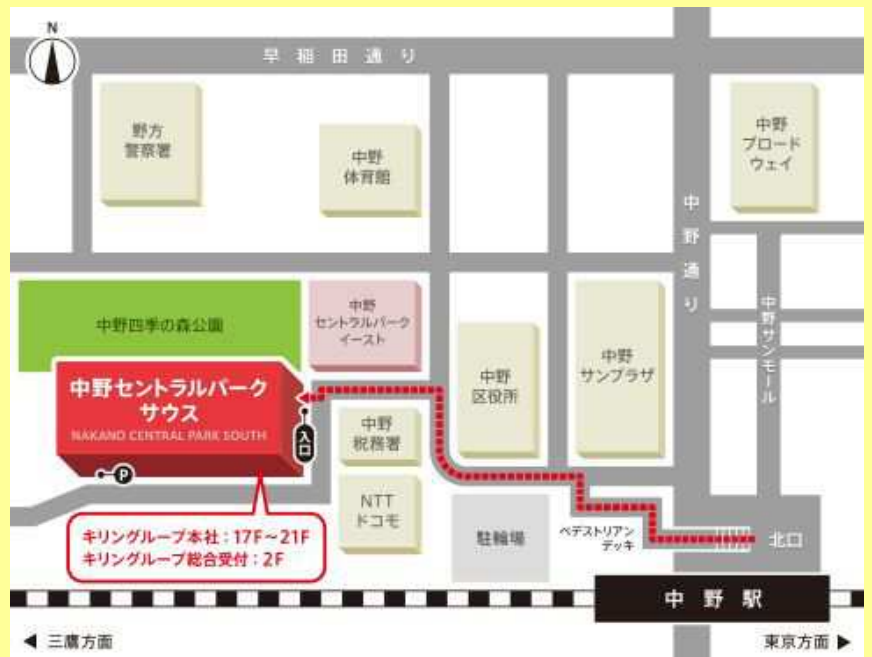 N
早稲田通り
野方
警察署
中野
体育館
中野
ブロード
ウェイ
中野通り
中野四季の森公園
中野
セントラルパーク
イースト
中野サンモール
中野セントラルパーク
サウス
NAKANO CENTRAL PARK SOUTH
入口
P
中野
税務署
中野
区役所
中野
サンプラザ
NTT
ドコモ
駐輪場
ペデストリアン
デッキ
北口
キリングループ本社：17F～21F
キリングループ総合受付：2F
中野駅
◀ 三鷹方面
東京方面 ▶